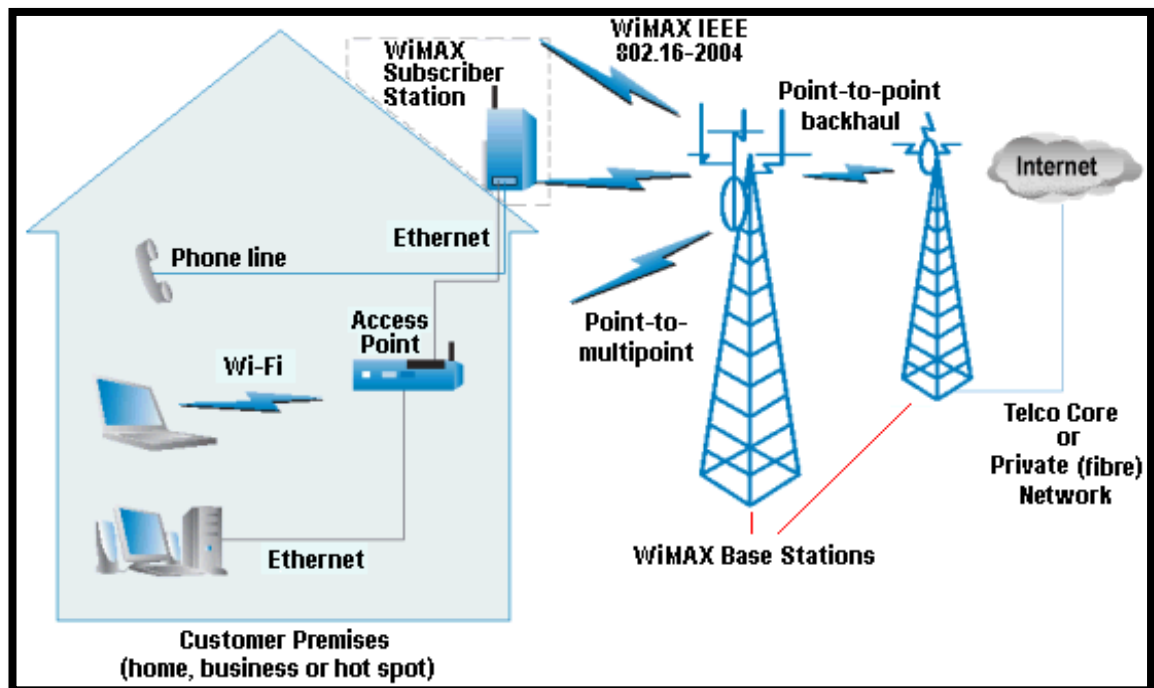 WiMAX IEEE
802.16-2004
WiMAX
Subscriber
Station
Point-to-point
backhaul
Internet
Ethernet
Phone line
Access
Point
Wi-Fi
Point-to-
multipoint
Ethernet
Telco Core
or
Private (fibre)
Network
WiMAX Base Stations
Customer Premises
(home, business or hot spot)